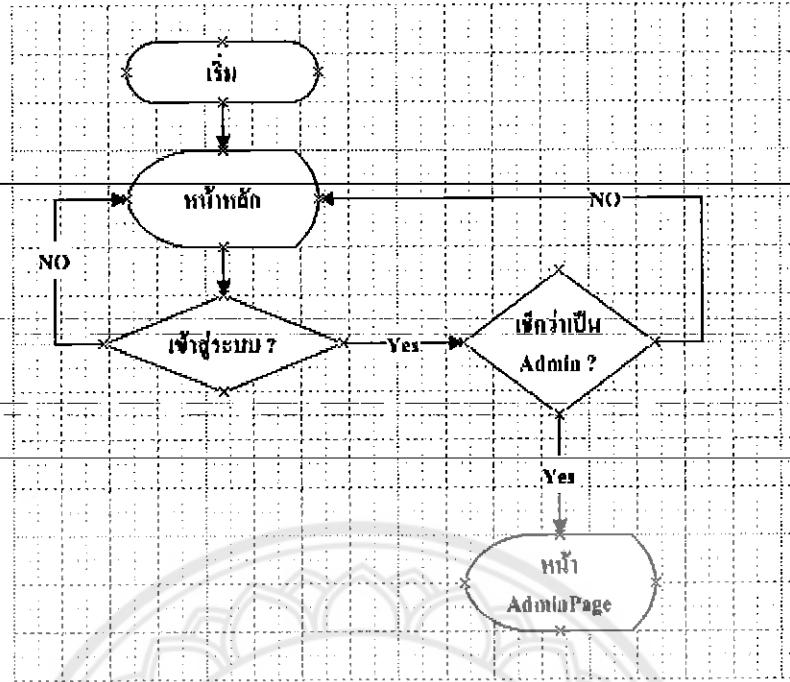 เริ่ม
หน้าหลัก
NO
NO
เข้าสู่ระบบ ?
Yes
เช็กว่าเป็น
Admin ?
Yes
หน้า
AdminPage